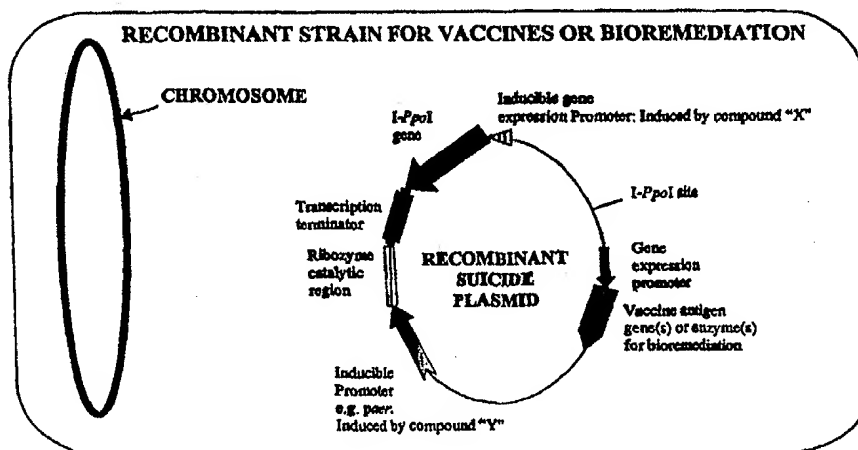 RECOMBINANT STRAIN FOR VACCINES OR BIOREMEDIATION
CHROMOSOME
I-PpoI
gene
Inducible gene
expression Promoter: Induced by compound "X"
I-PpoI site
Transcription
terminator
Ribozyme
catalytic
region
RECOMBINANT
SUICIDE
PLASMID
Gene
expression
promoter
Vaccine antigen
gene(s) or enzyme(s)
for bioremediation
Inducible
Promoter
e.g.
Induced by compound "Y"